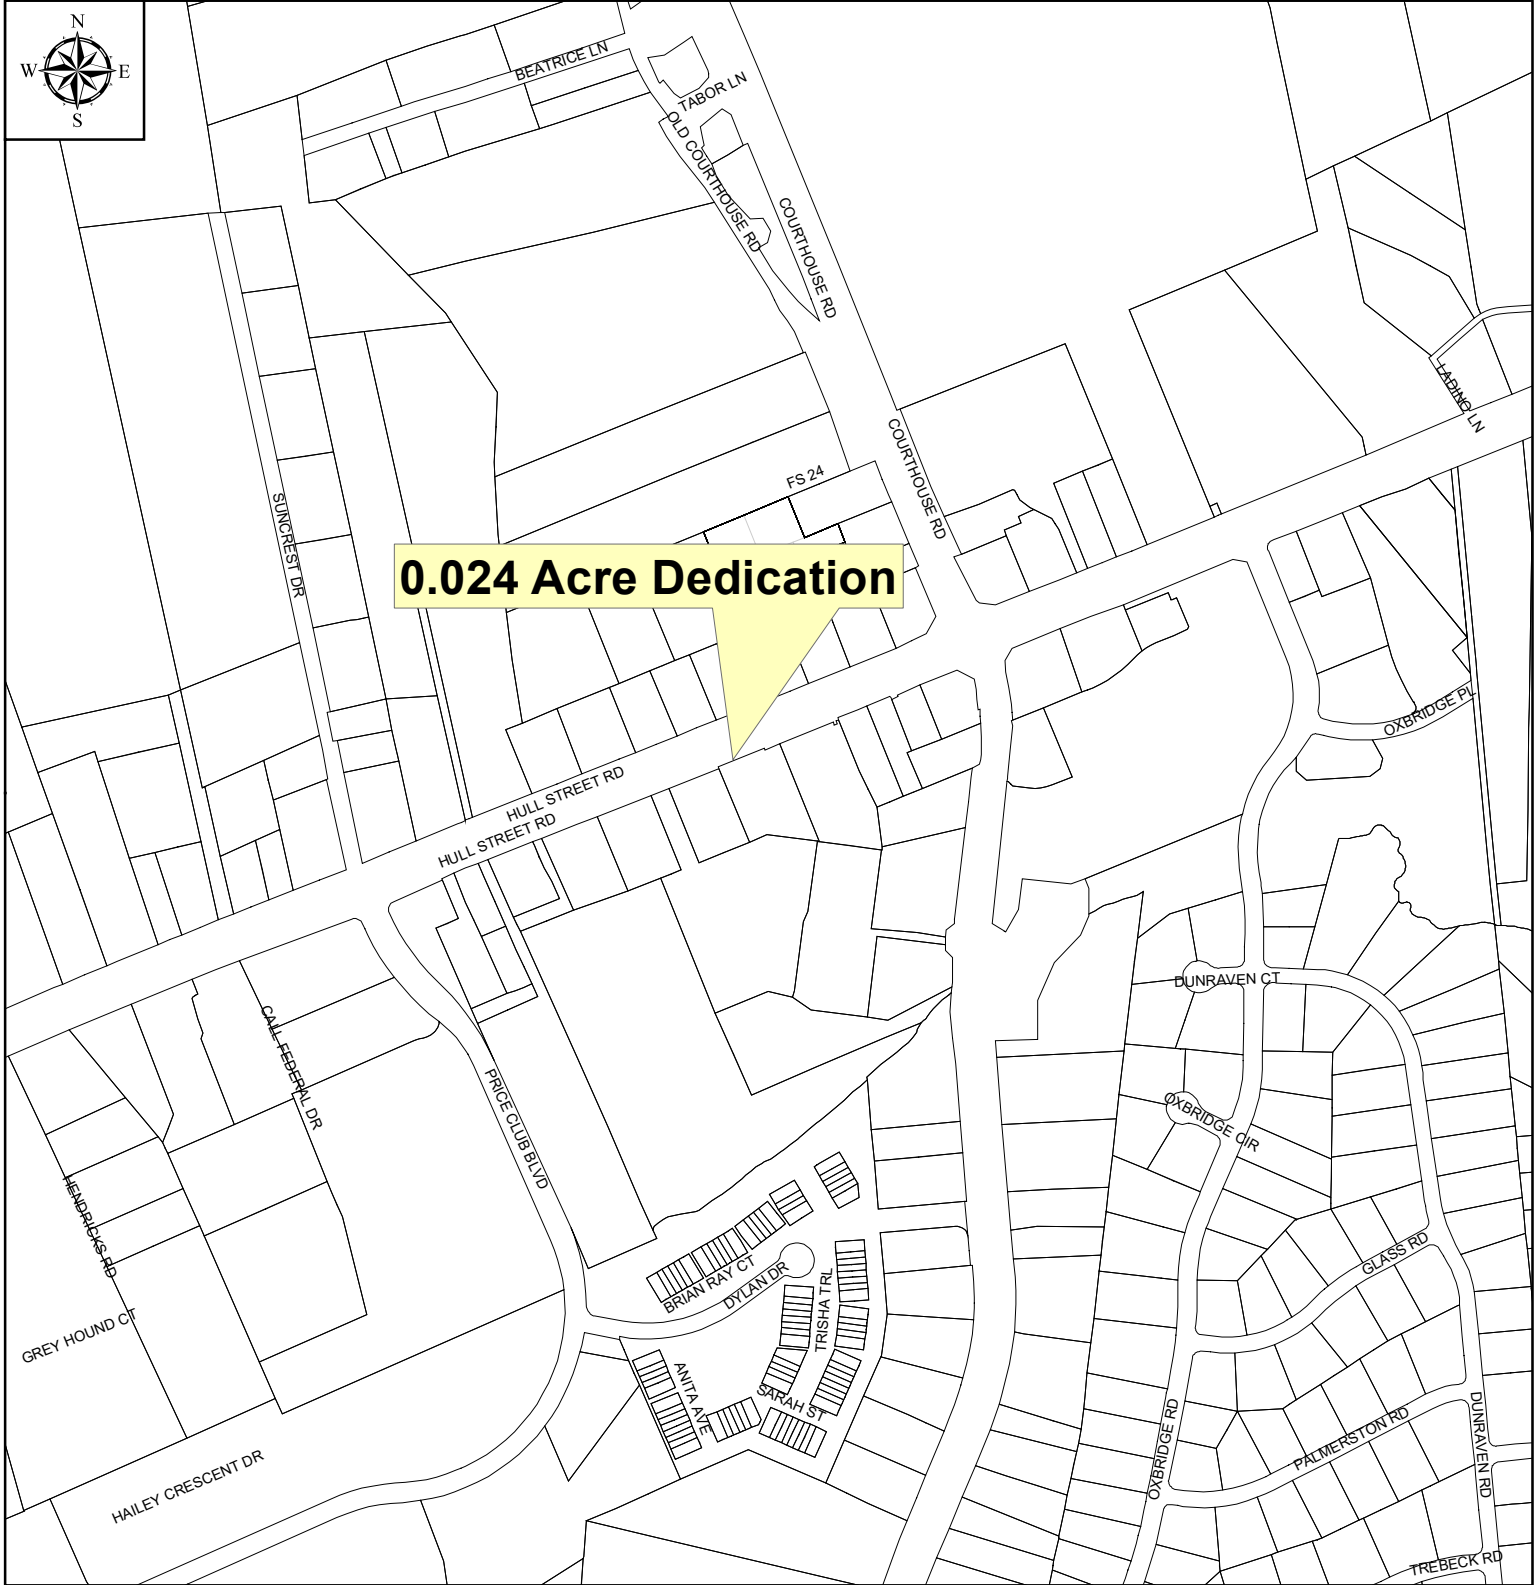 N
W E
S
BEATRICE LN
TABOR LN
OLD COURTHOUSE RD
COURTHOUSE RD
LADINO LN
COURTHOUSE RD
FS 24
SUNCREST DR
0.024 Acre Dedication
OXBRIDGE PL
HULL STREET RD
HULL STREET RD
DUNRAVEN CT
CALL FEDERAL DR
PRICE CLUB BLVD
OXBRIDGE CIR
HENDRICKS RD
GLASS RD
BRIAN RAY CT
DYLAN DR
TRISHA TRL
GREY HOUND CT
ANITA AVE
SARAH ST
OXBRIDGE RD
PALMERSTON RD
DUNRAVEN RD
HAILEY CRESCENT DR
TREBECK RD